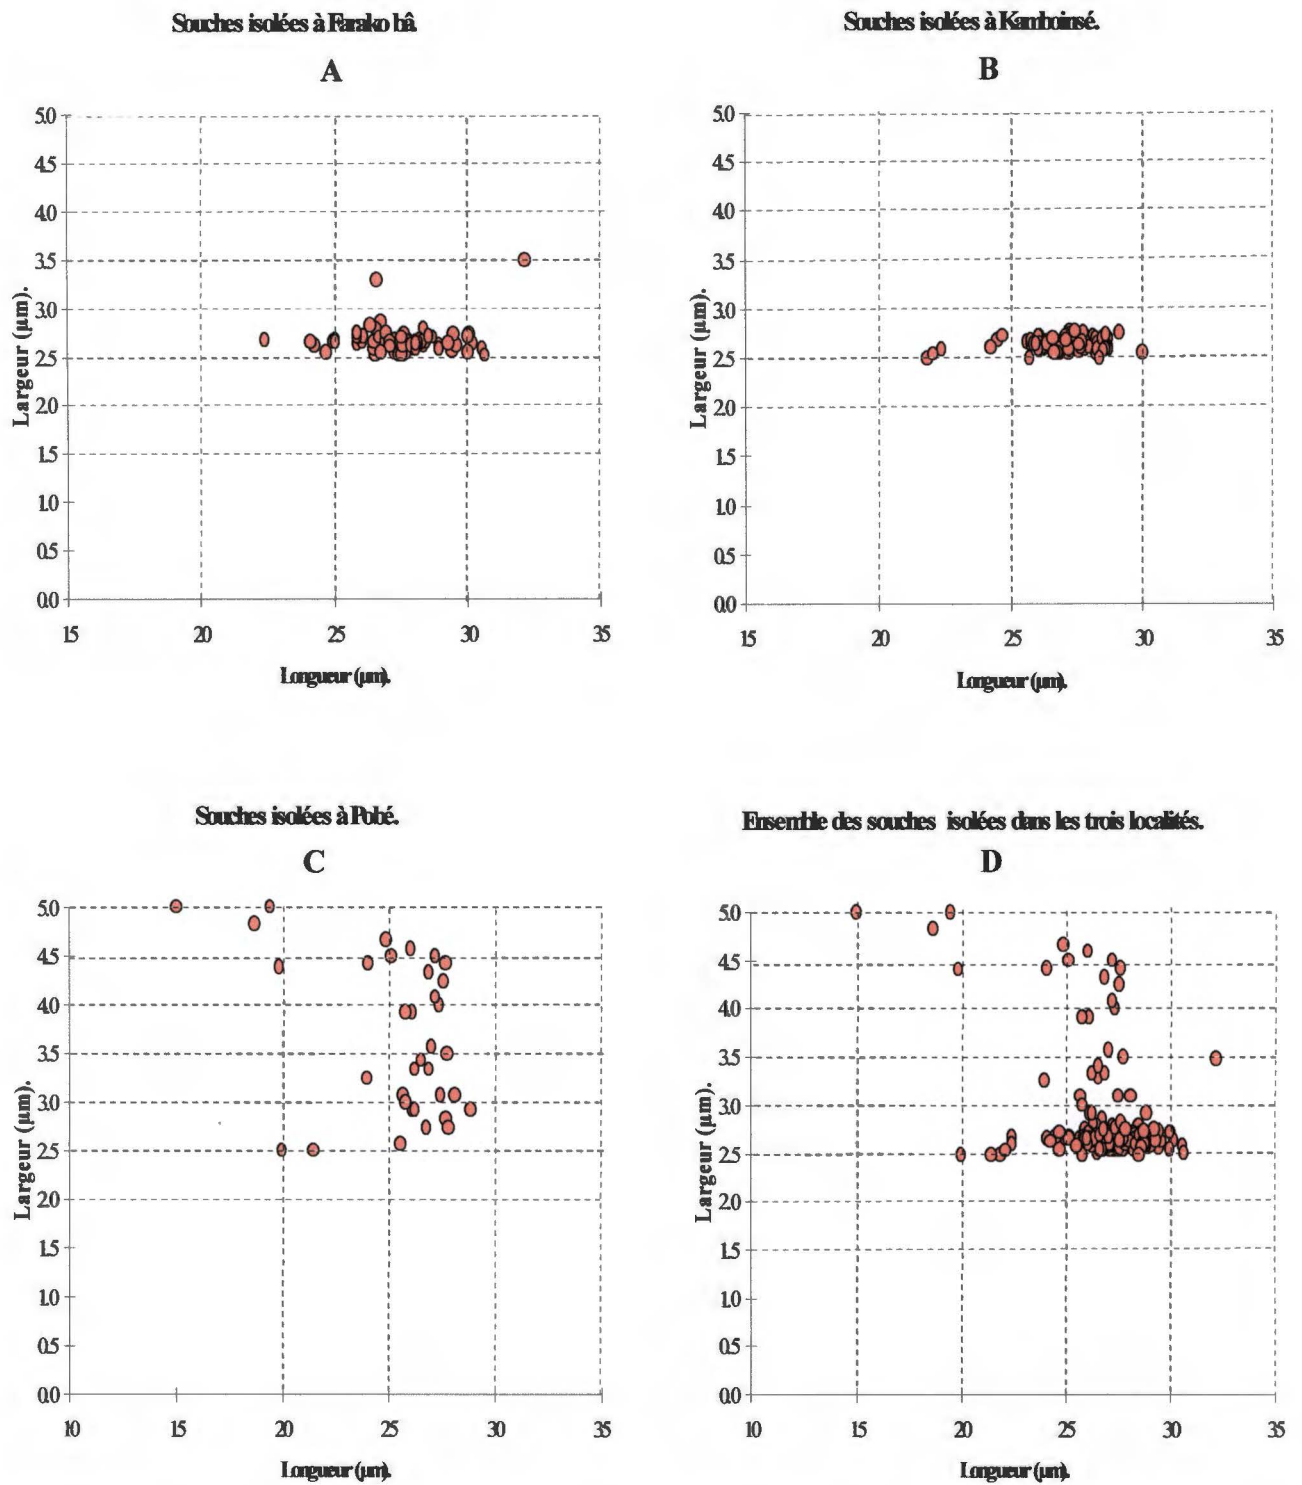 Souches isolées à Farako bâ.
A
5.0
4.5
4.0
3.5
3.0
2.5
2.0
1.5
1.0
0.5
0.0
Largeur (µm).
15 20 25 30 35
Longueur (µm).
Souches isolées à Kamboinsé.
B
5.0
4.5
4.0
3.5
3.0
2.5
2.0
1.5
1.0
0.5
0.0
Largeur (µm).
15 20 25 30 35
Longueur (µm).
Souches isolées à Pobé.
C
5.0
4.5
4.0
3.5
3.0
2.5
2.0
1.5
1.0
0.5
0.0
Largeur (µm).
10 15 20 25 30 35
Longueur (µm).
Ensemble des souches isolées dans les trois localités.
D
5.0
4.5
4.0
3.5
3.0
2.5
2.0
1.5
1.0
0.5
0.0
Largeur (µm).
10 15 20 25 30 35
Longueur (µm).